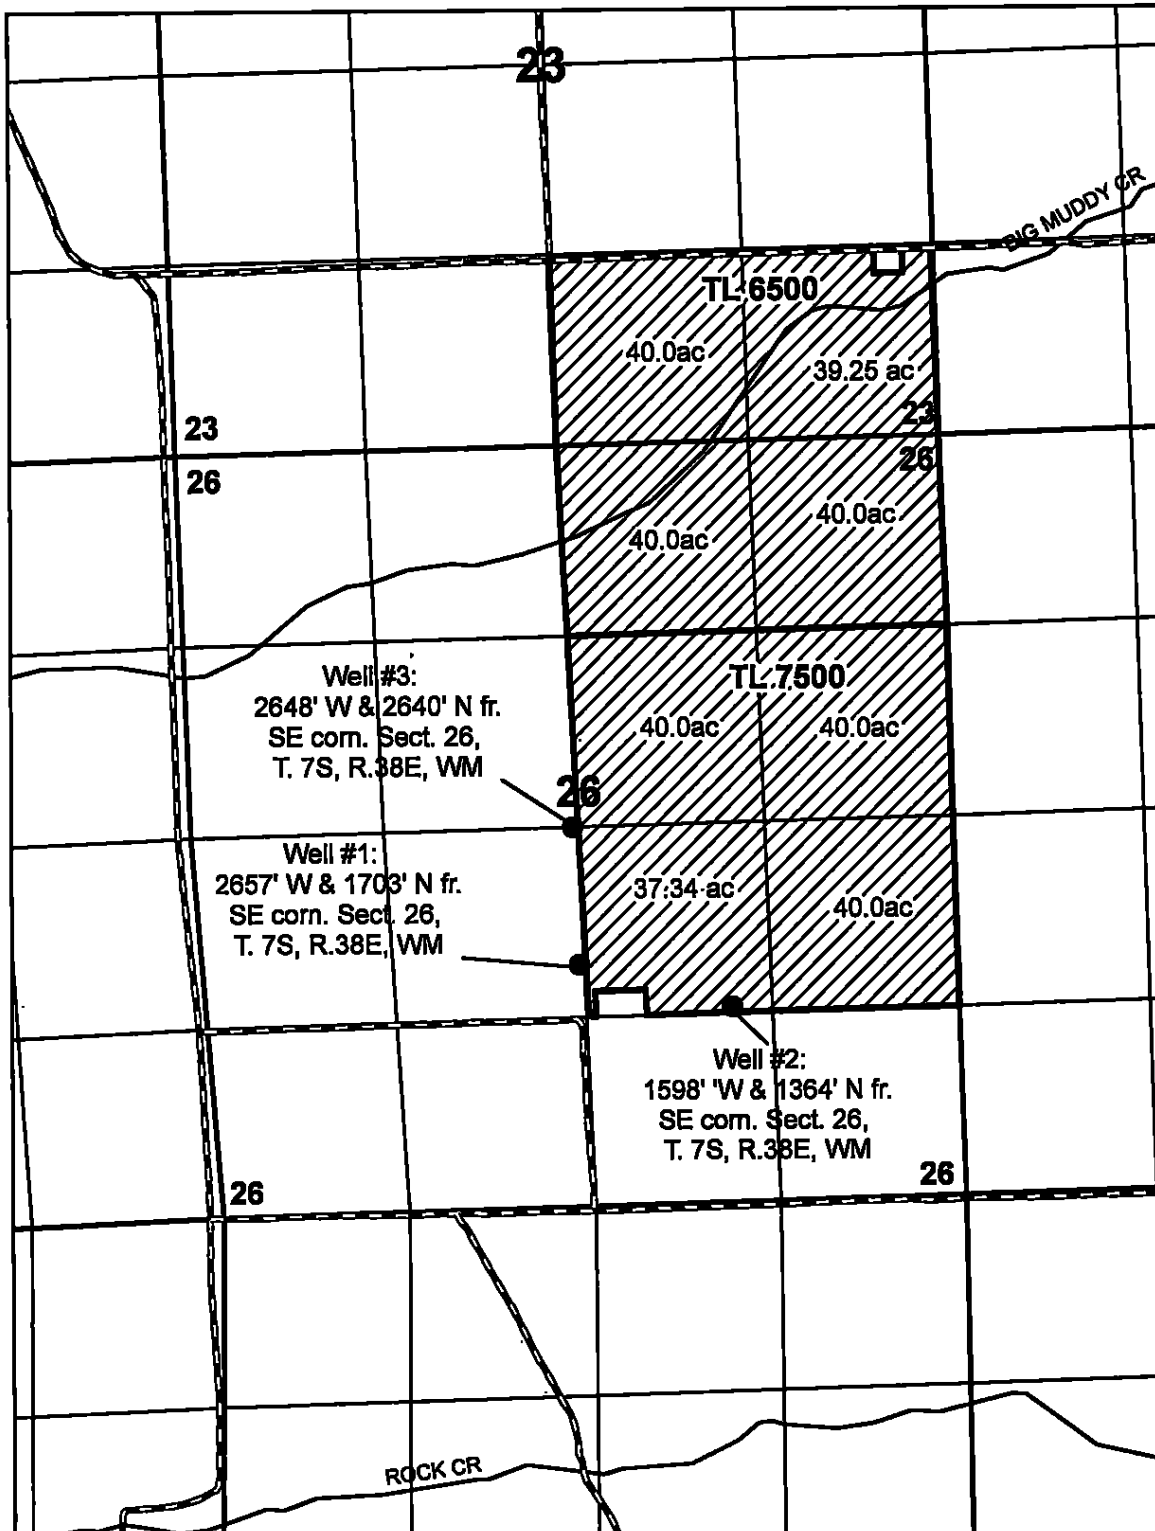 23
BIG MUDDY CR
TL 6500
40.0ac
39.25 ac
23
23
26
26
40.0ac
40.0ac
Well #3:
2648' W & 2640' N fr.
SE corn. Sect. 26,
T. 7S, R.38E, WM
TL 7500
40.0ac
40.0ac
26
Well #1:
2657' W & 1703' N fr.
SE corn. Sect. 26,
T. 7S, R.38E, WM
37.34 ac
40.0ac
Well #2:
1598' 'W & 1364' N fr.
SE corn. Sect. 26,
T. 7S, R.38E, WM
26
26
ROCK CR